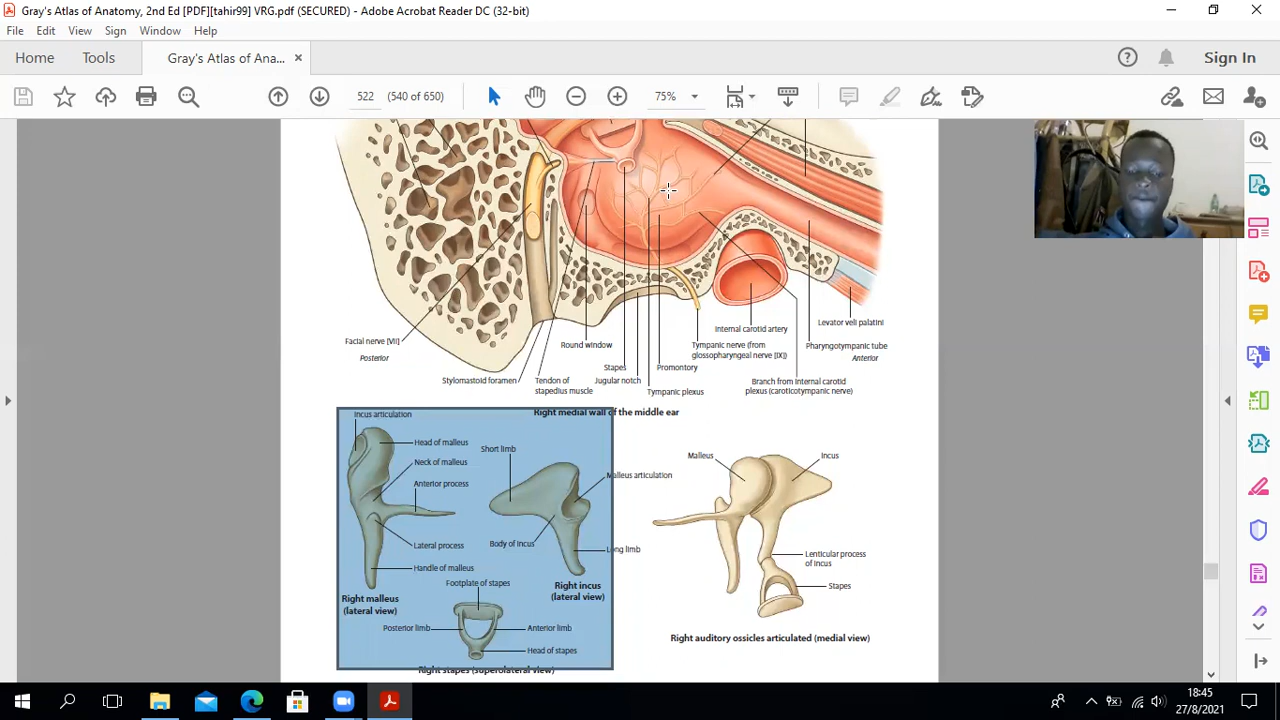 Gray's Atlas of Anatomy, 2nd Ed [PDF][tahir99] VRG.pdf (SECURED) - Adobe Acrobat Reader DC (32-bit)
File Edit View Sign Window Help
Home Tools Gray's Atlas of Ana... × Sign In
522 (540 of 650) 75%
Facial nerve [VII]
Posterior
Stylomastoid foramen
Round window
Tendon of
stapedius muscle
Stapes
Jugular notch
Promontory
Tympanic plexus
Internal carotid artery
Tympanic nerve (from
glossopharyngeal nerve [IX])
Branch from internal carotid
plexus (caroticotympanic nerve)
Levator veli palatini
Pharyngotympanic tube
Anterior
Right medial wall of the middle ear
Incus articulation
Head of malleus
Neck of malleus
Anterior process
Lateral process
Handle of malleus
Right malleus
(lateral view)
Short limb
Malleus articulation
Body of incus
Long limb
Right incus
(lateral view)
Footplate of stapes
Posterior limb
Anterior limb
Head of stapes
Right stapes (superolateral view)
Malleus
Incus
Lenticular process
of incus
Stapes
Right auditory ossicles articulated (medial view)
18:45
27/8/2021